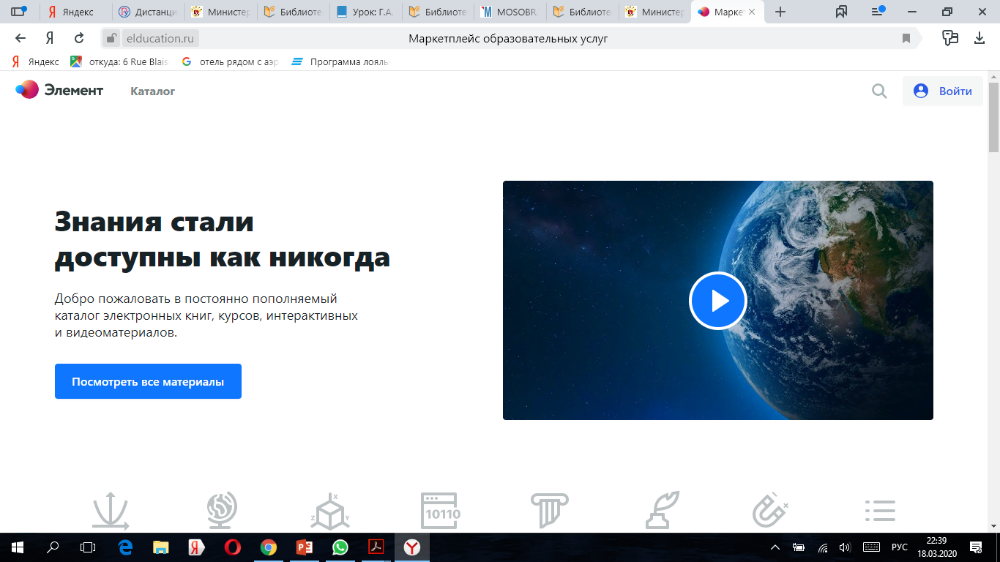 Яндекс
Дистанци
Министер
Библиоте
Урок: Г.А.
Библиоте
MOSOBR.
Библиоте
Министер
Маркет
elducation.ru
Маркетплейс образовательных услуг
Яндекс
откуда: 6 Rue Blais
отель рядом с аэр
Программа лояль
Элемент
Каталог
Войти
Знания стали
доступны как никогда
Добро пожаловать в постоянно пополняемый
каталог электронных книг, курсов, интерактивных
и видеоматериалов.
Посмотреть все материалы
X
Z
Y
10110
РУС
22:39
18.03.2020